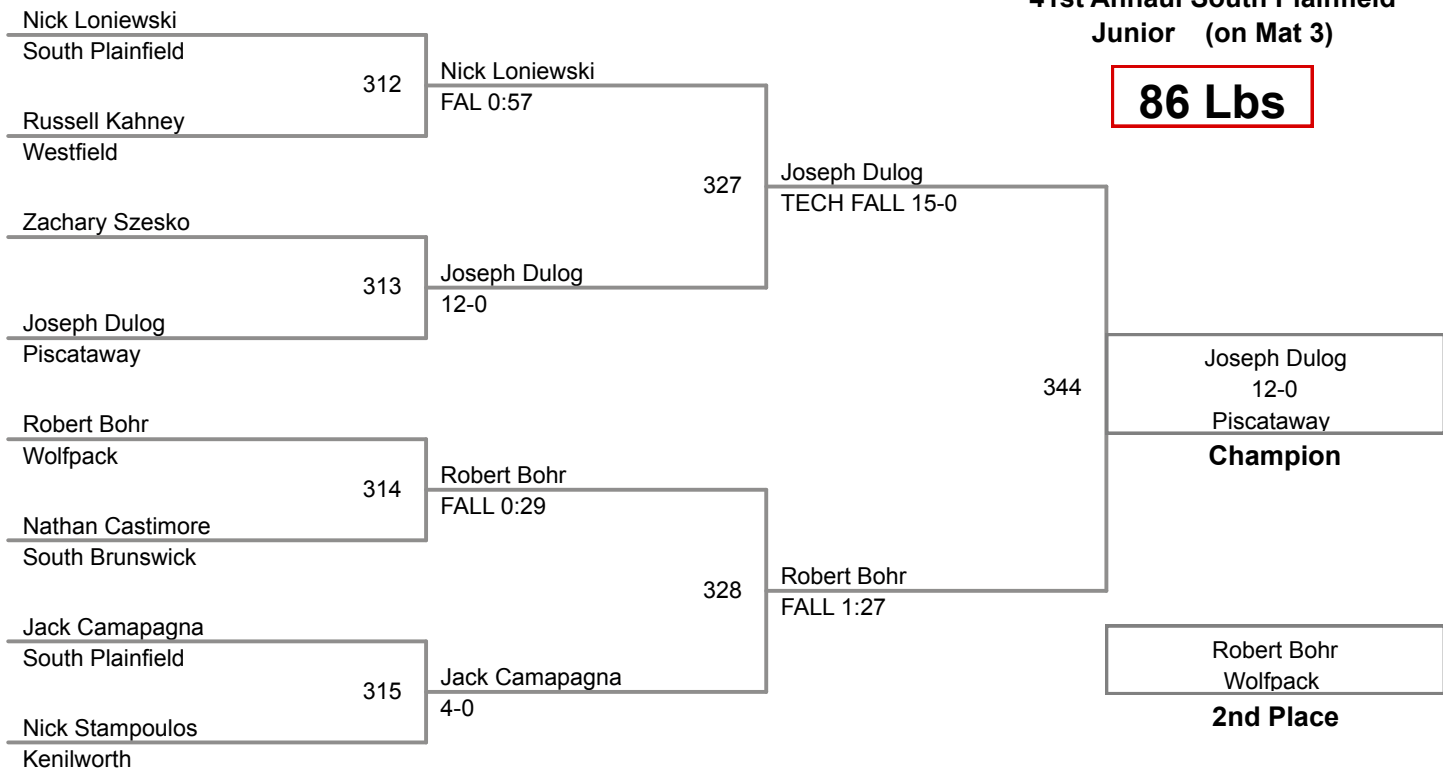 41st Annaul South Plainfield
Junior (on Mat 3)
86 Lbs
Nick Loniewski
South Plainfield
312
Russell Kahney
Westfield
Nick Loniewski
FAL 0:57
Zachary Szesko
313
Joseph Dulog
Piscataway
Joseph Dulog
12-0
327
Joseph Dulog
TECH FALL 15-0
Robert Bohr
Wolfpack
314
Nathan Castimore
South Brunswick
Robert Bohr
FALL 0:29
Jack Camapagna
South Plainfield
315
Nick Stampoulos
Kenilworth
Jack Camapagna
4-0
328
Robert Bohr
FALL 1:27
344
Joseph Dulog
12-0
Piscataway
Champion
Robert Bohr
Wolfpack
2nd Place